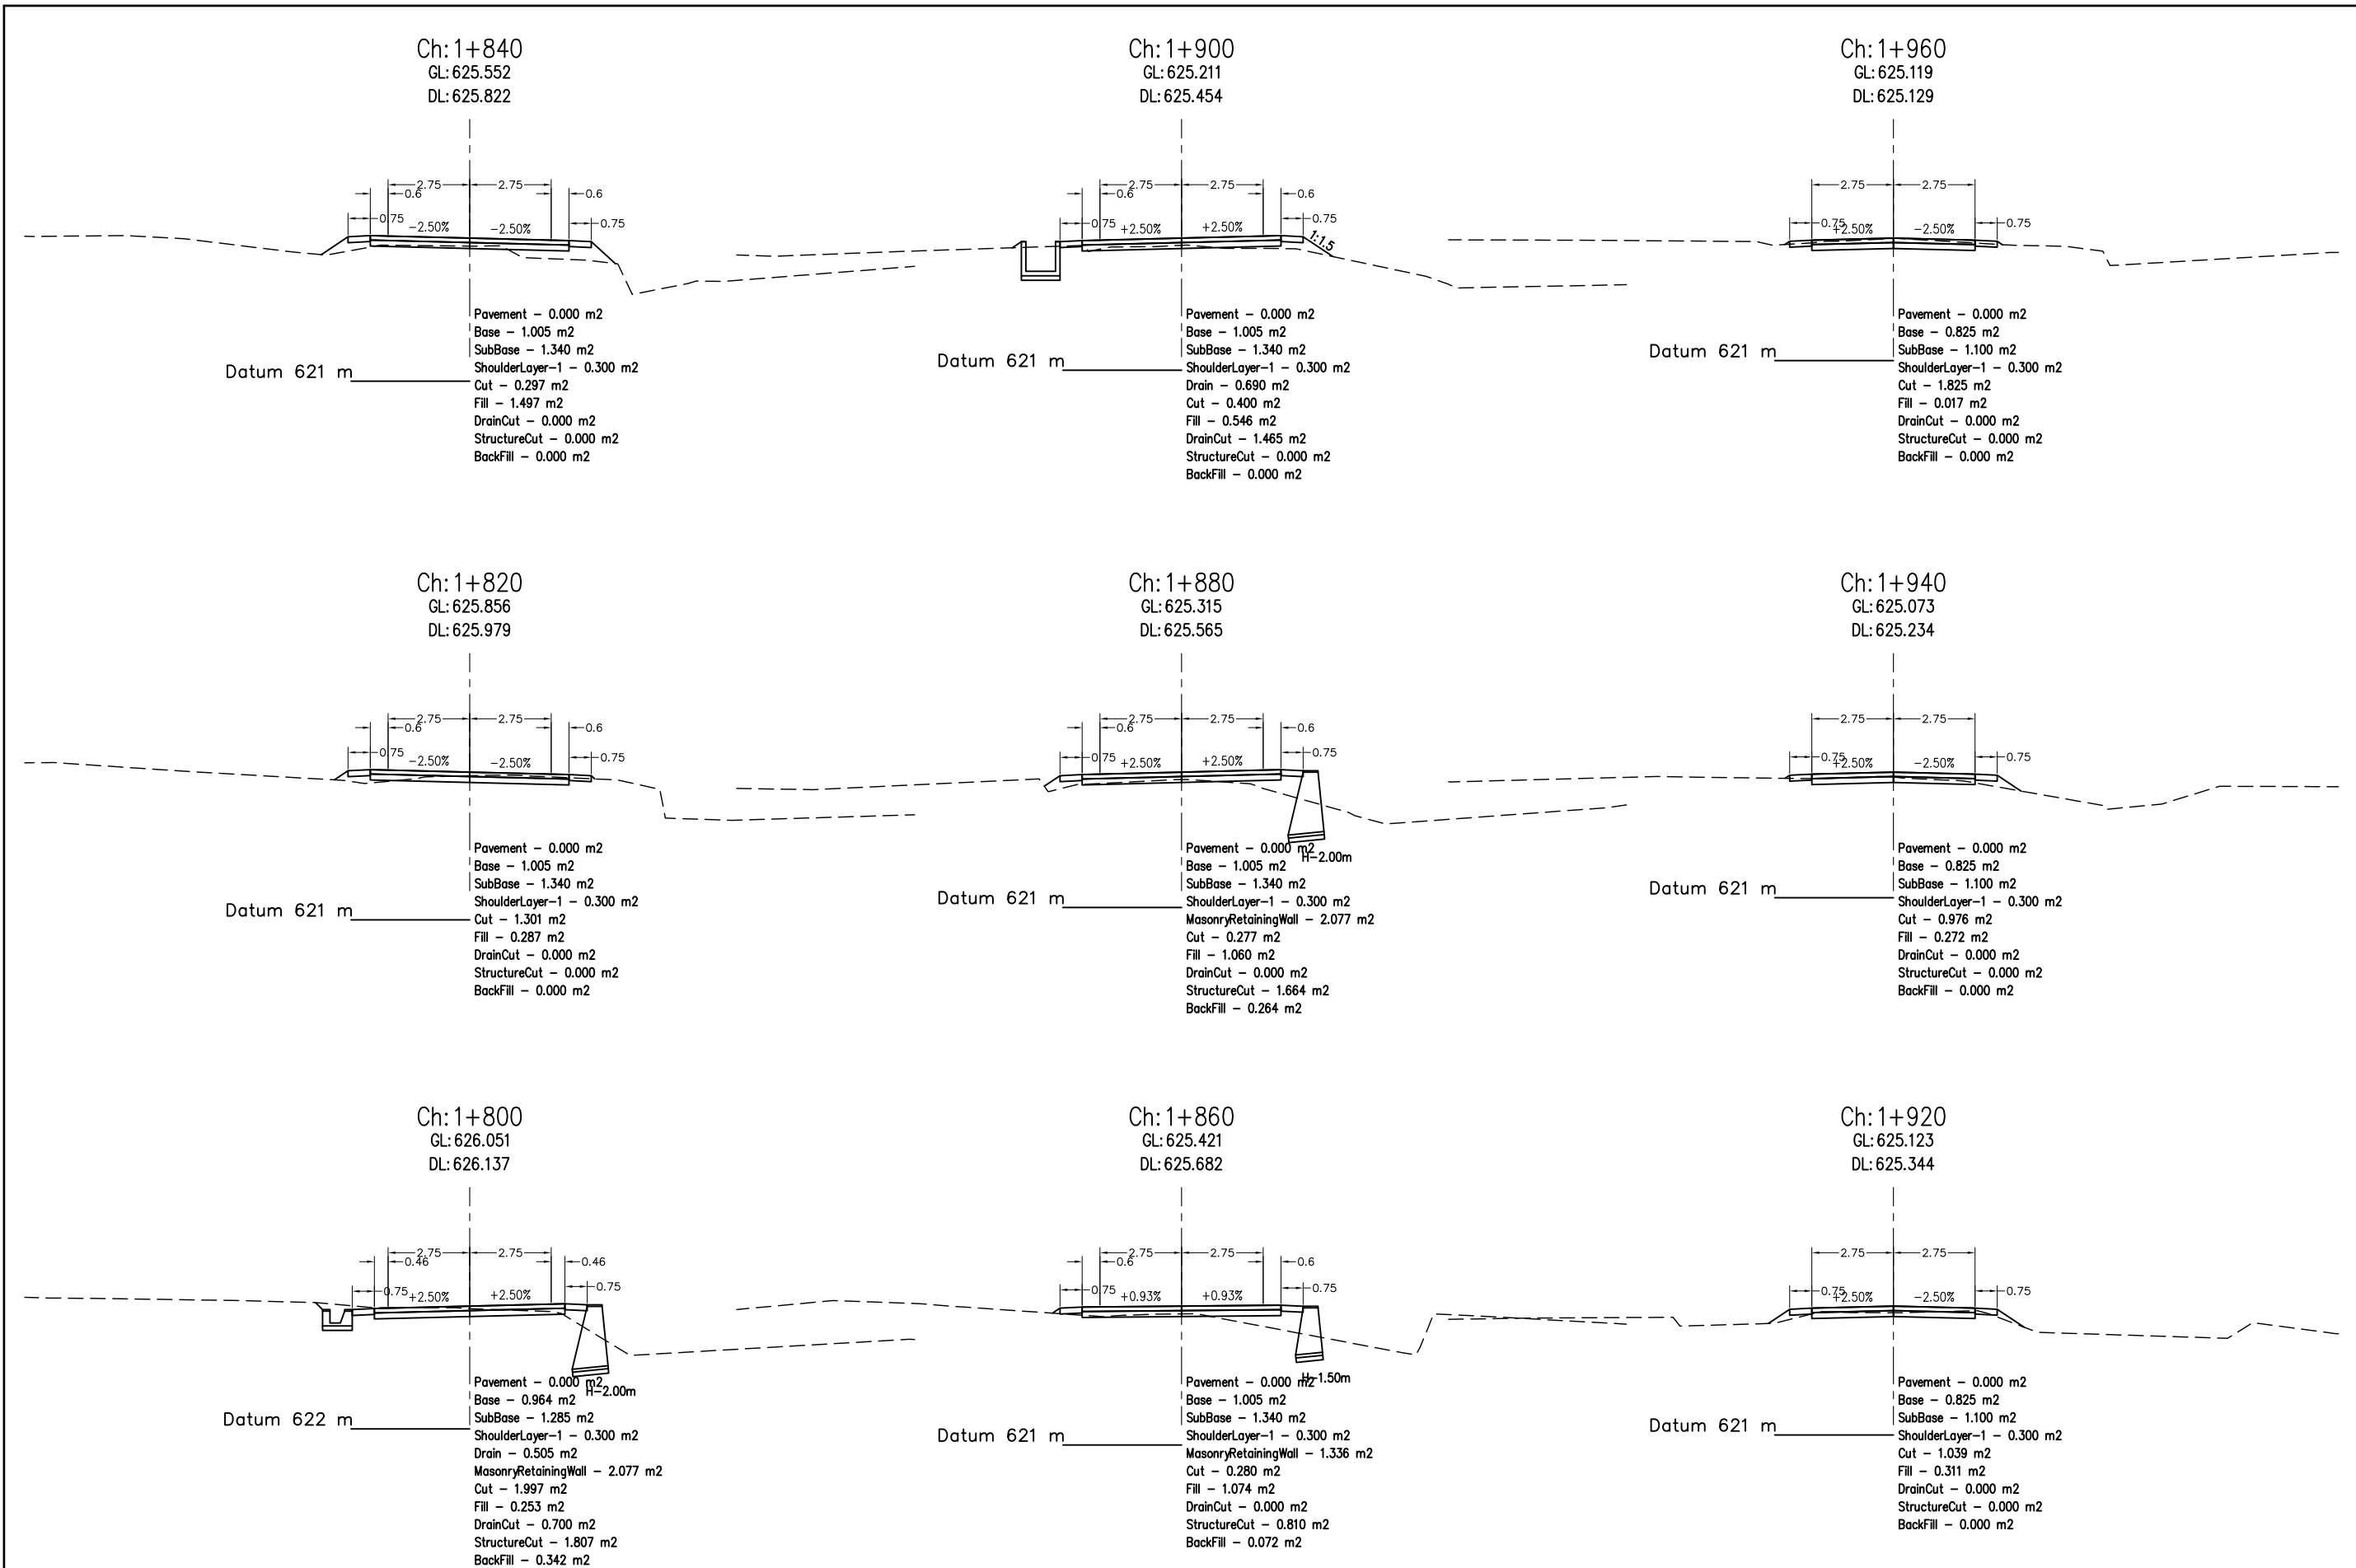 Ch:1+840
GL:625.552
DL:625.822
2.75
2.75
0.6
0.6
0.75
0.75
-2.50%
-2.50%
Pavement - 0.000 m2
Base - 1.005 m2
SubBase - 1.340 m2
ShoulderLayer-1 - 0.300 m2
Cut - 0.297 m2
Fill - 1.497 m2
DrainCut - 0.000 m2
StructureCut - 0.000 m2
BackFill - 0.000 m2
Datum 621 m
Ch:1+900
GL:625.211
DL:625.454
2.75
2.75
0.6
0.6
0.75
0.75
+2.50%
+2.50%
1:1.5
Pavement - 0.000 m2
Base - 1.005 m2
SubBase - 1.340 m2
ShoulderLayer-1 - 0.300 m2
Drain - 0.690 m2
Cut - 0.400 m2
Fill - 0.546 m2
DrainCut - 1.465 m2
StructureCut - 0.000 m2
BackFill - 0.000 m2
Datum 621 m
Ch:1+960
GL:625.119
DL:625.129
2.75
2.75
0.75
0.75
+2.50%
-2.50%
Pavement - 0.000 m2
Base - 0.825 m2
SubBase - 1.100 m2
ShoulderLayer-1 - 0.300 m2
Cut - 1.825 m2
Fill - 0.017 m2
DrainCut - 0.000 m2
StructureCut - 0.000 m2
BackFill - 0.000 m2
Datum 621 m
Ch:1+820
GL:625.856
DL:625.979
2.75
2.75
0.6
0.6
0.75
0.75
-2.50%
-2.50%
Pavement - 0.000 m2
Base - 1.005 m2
SubBase - 1.340 m2
ShoulderLayer-1 - 0.300 m2
Cut - 1.301 m2
Fill - 0.287 m2
DrainCut - 0.000 m2
StructureCut - 0.000 m2
BackFill - 0.000 m2
Datum 621 m
Ch:1+880
GL:625.315
DL:625.565
2.75
2.75
0.6
0.6
0.75
0.75
+2.50%
+2.50%
Pavement - 0.000 m2
H-2.00m
Base - 1.005 m2
SubBase - 1.340 m2
ShoulderLayer-1 - 0.300 m2
MasonryRetainingWall - 2.077 m2
Cut - 0.277 m2
Fill - 1.060 m2
DrainCut - 0.000 m2
StructureCut - 1.664 m2
BackFill - 0.264 m2
Datum 621 m
Ch:1+940
GL:625.073
DL:625.234
2.75
2.75
0.75
0.75
+2.50%
-2.50%
Pavement - 0.000 m2
Base - 0.825 m2
SubBase - 1.100 m2
ShoulderLayer-1 - 0.300 m2
Cut - 0.976 m2
Fill - 0.272 m2
DrainCut - 0.000 m2
StructureCut - 0.000 m2
BackFill - 0.000 m2
Datum 621 m
Ch:1+800
GL:626.051
DL:626.137
2.75
2.75
0.46
0.46
0.75
0.75
+2.50%
+2.50%
Pavement - 0.000 m2
H-2.00m
Base - 0.964 m2
SubBase - 1.285 m2
ShoulderLayer-1 - 0.300 m2
Drain - 0.505 m2
MasonryRetainingWall - 2.077 m2
Cut - 1.997 m2
Fill - 0.253 m2
DrainCut - 0.700 m2
StructureCut - 1.807 m2
BackFill - 0.342 m2
Datum 622 m
Ch:1+860
GL:625.421
DL:625.682
2.75
2.75
0.6
0.6
0.75
0.75
+0.93%
+0.93%
Pavement - 0.000 m2
H-1.50m
Base - 1.005 m2
SubBase - 1.340 m2
ShoulderLayer-1 - 0.300 m2
MasonryRetainingWall - 1.336 m2
Cut - 0.280 m2
Fill - 1.074 m2
DrainCut - 0.000 m2
StructureCut - 0.810 m2
BackFill - 0.072 m2
Datum 621 m
Ch:1+920
GL:625.123
DL:625.344
2.75
2.75
0.75
0.75
+2.50%
-2.50%
Pavement - 0.000 m2
Base - 0.825 m2
SubBase - 1.100 m2
ShoulderLayer-1 - 0.300 m2
Cut - 1.039 m2
Fill - 0.311 m2
DrainCut - 0.000 m2
StructureCut - 0.000 m2
BackFill - 0.000 m2
Datum 621 m